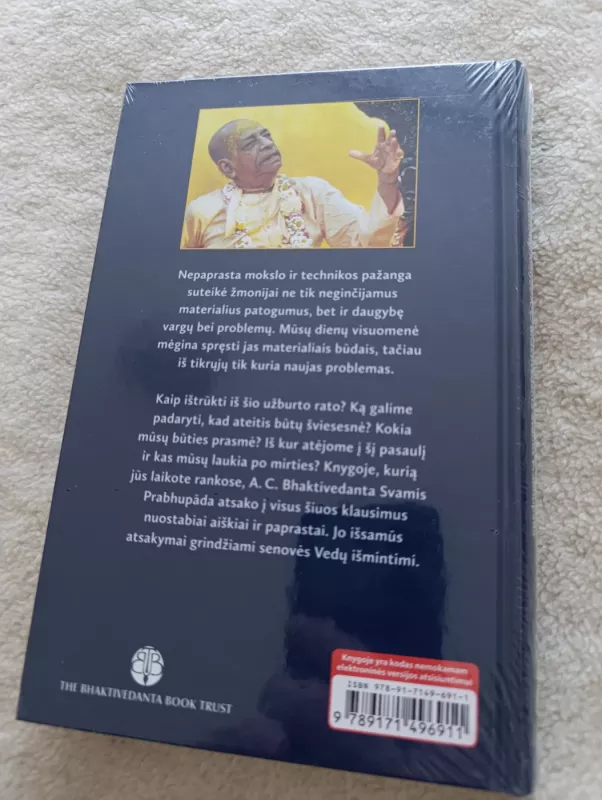 Nepaprasta mokslo ir technikos pažanga
suteikė žmonijai ne tik neginčijamus
materialius patogumus, bet ir daugybę
vargų bei problemų. Mūsų dienų visuomenė
mėgina spręsti jas materialiais būdais, tačiau
iš tikrųjų tik kuria naujas problemas.
Kaip ištrūkti iš šio užburto rato? Ką galime
padaryti, kad ateitis būtų šviesesnė? Kokia
mūsų būties prasmė? Iš kur atėjome į šį pasaulį
ir kas mūsų laukia po mirties? Knygoje, kurią
jūs laikote rankose, A. C. Bhaktivedanta Svamis
Prabhupāda atsako į visus šiuos klausimus
nuostabiai aiškiai ir paprastai. Jo išsamūs
atsakymai grindžiami senovės Vedų išmintimi.
BBT
THE BHAKTIVEDANTA BOOK TRUST
Knygoje yra kodas nemokamam
elektroninės versijos atsisiuntimui
ISBN 978-91-7149-691-1
9 789171 496911